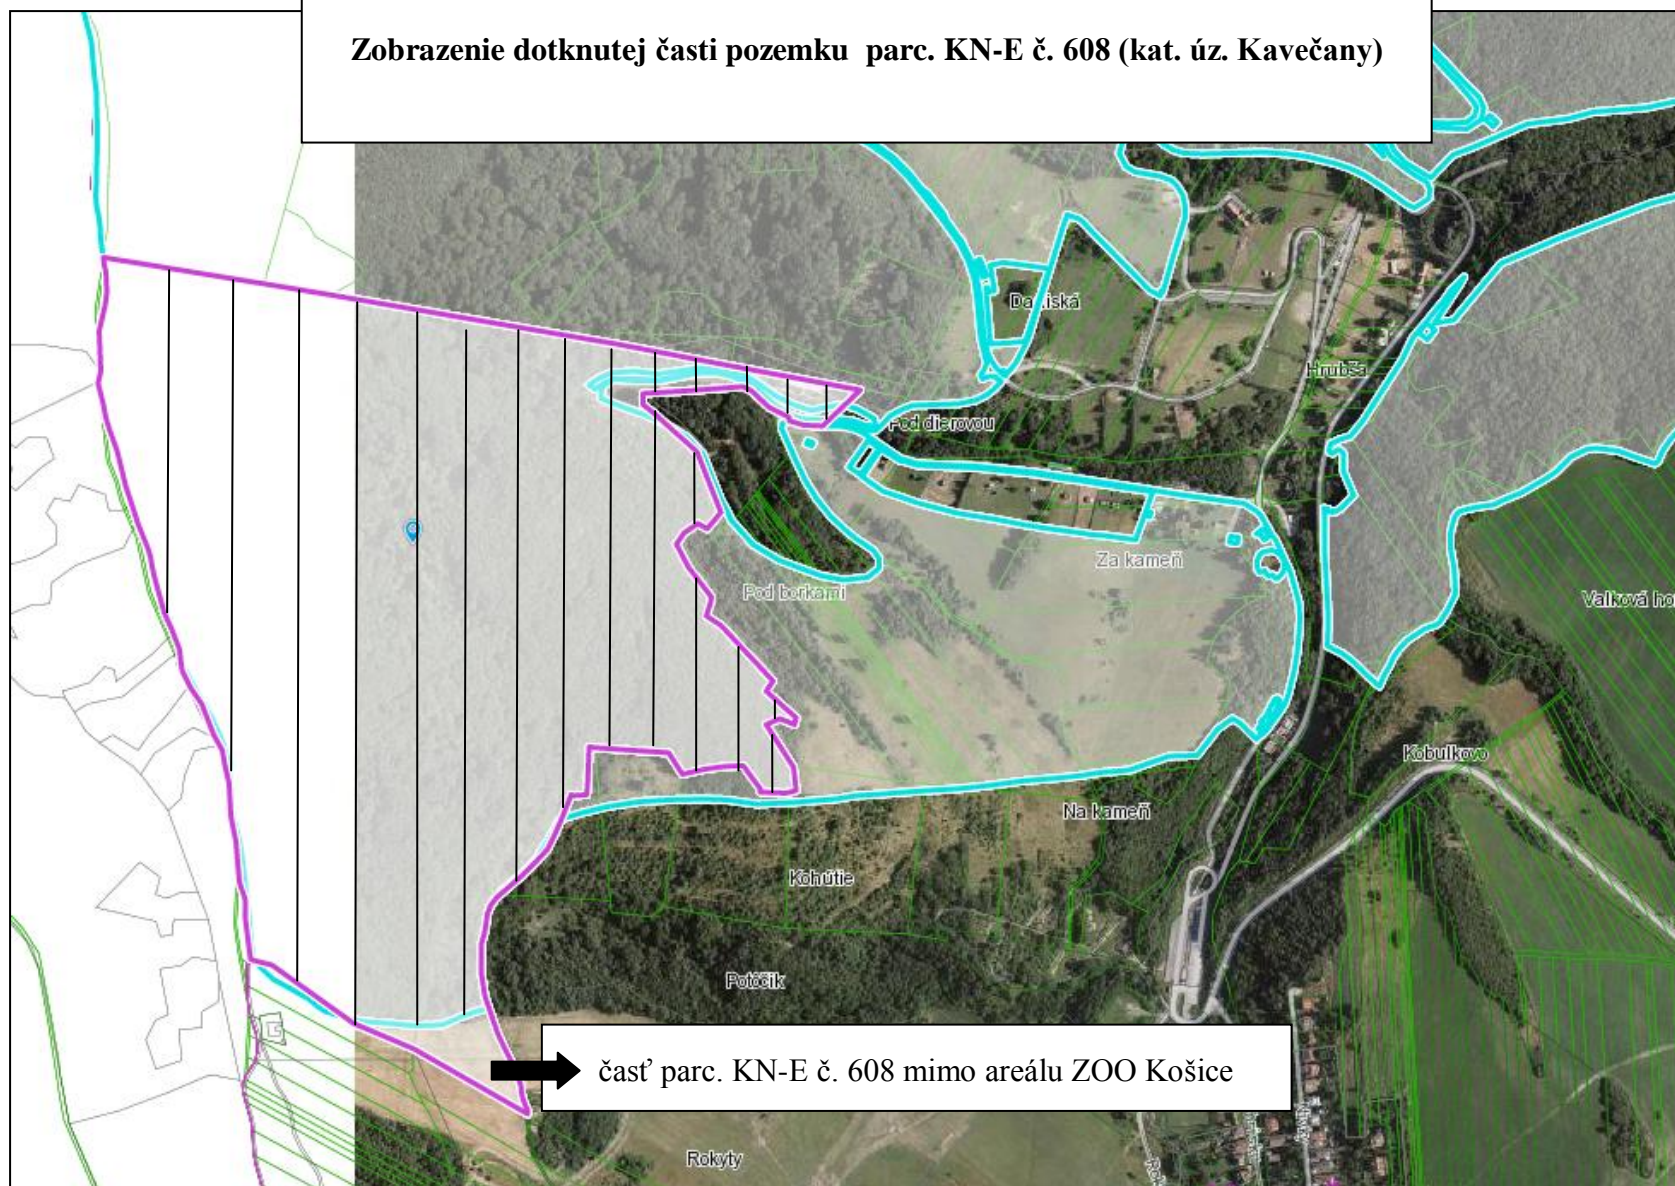 Zobrazenie dotknutej časti pozemku parc. KN-E č. 608 (kat. úz. Kavečany)
Hrubša
Pod dierovou
Za kameň
Pod borkami
Valková
Kobulkovo
Na kameň
Kohútie
Potôčik
časť parc. KN-E č. 608 mimo areálu ZOO Košice
Rokyty